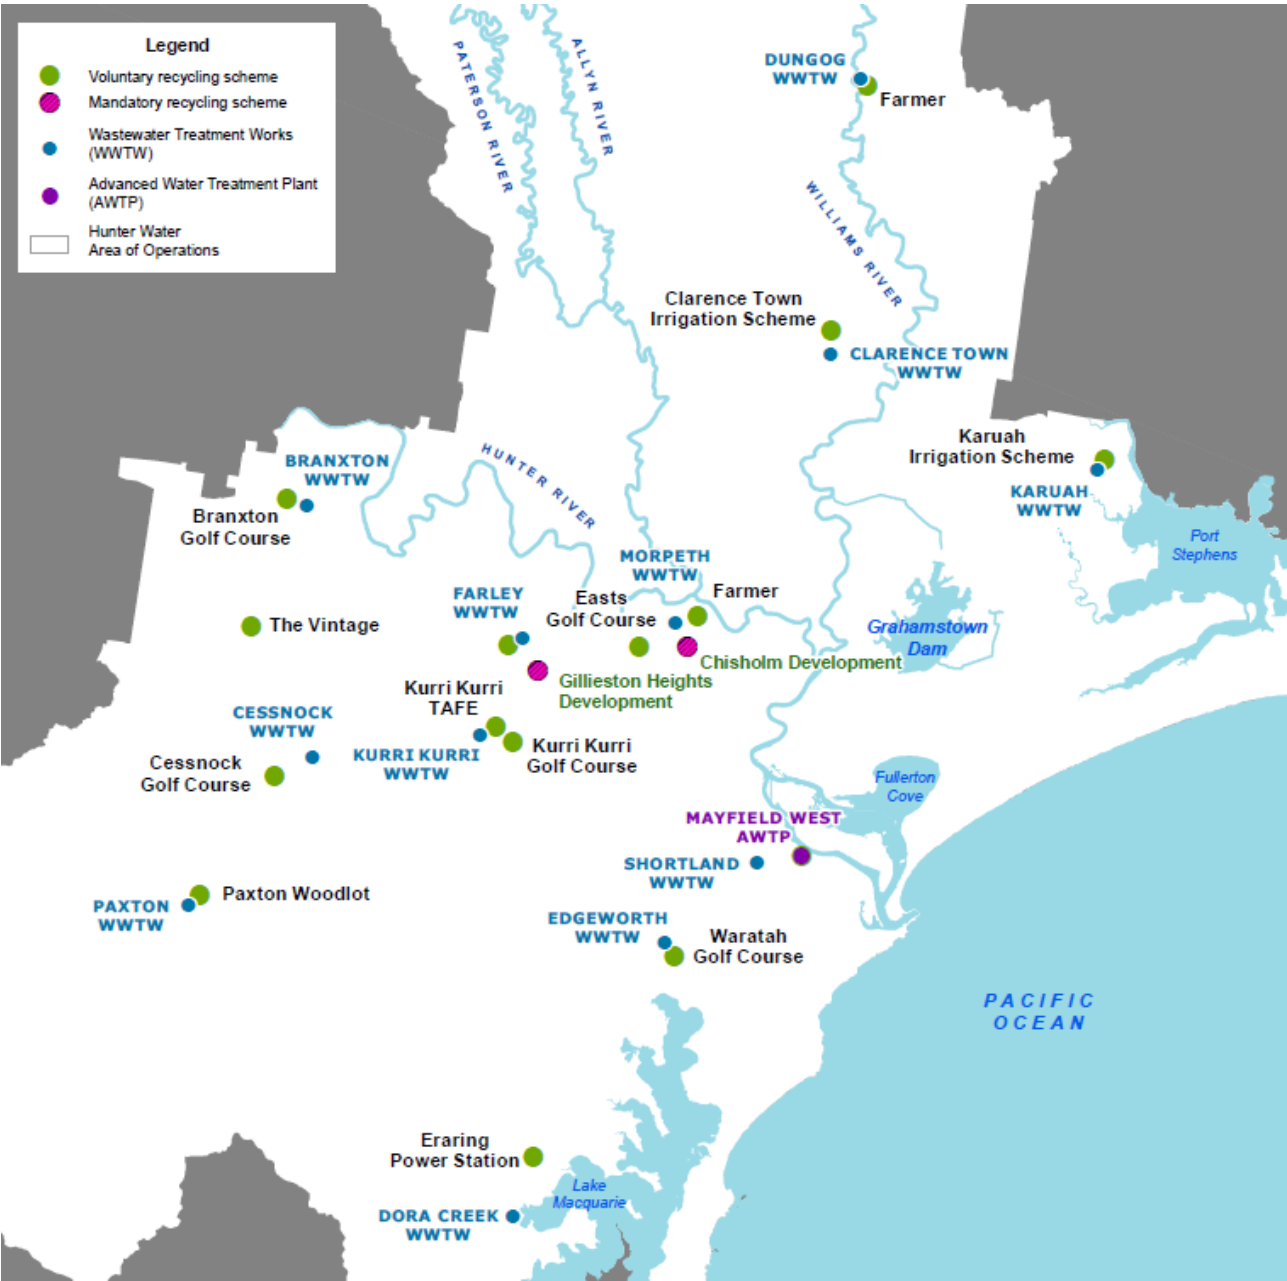 Legend
Voluntary recycling scheme
Mandatory recycling scheme
Wastewater Treatment Works
(WWTW)
Advanced Water Treatment Plant
(AWTP)
Hunter Water
Area of Operations
PATERSON RIVER
ALLYN RIVER
DUNGOG
WWTW
Farmer
WILLIAMS RIVER
Clarence Town
Irrigation Scheme
CLARENCE TOWN
WWTW
Karuah
Irrigation Scheme
KARUAH
WWTW
Port
Stephens
BRANXTON
WWTW
Branxton
Golf Course
HUNTER RIVER
MORPETH
WWTW
Farmer
Easts
Golf Course
FARLEY
WWTW
The Vintage
Grahamstown
Dam
Chisholm Development
Gillieston Heights
Development
Kurri Kurri
TAFE
KURRI KURRI
WWTW
Kurri Kurri
Golf Course
CESSNOCK
WWTW
Cessnock
Golf Course
Fullerton
Cove
MAYFIELD WEST
AWTP
SHORTLAND
WWTW
Paxton Woodlot
PAXTON
WWTW
EDGEWORTH
WWTW
Waratah
Golf Course
PACIFIC
OCEAN
Eraring
Power Station
Lake
Macquarie
DORA CREEK
WWTW